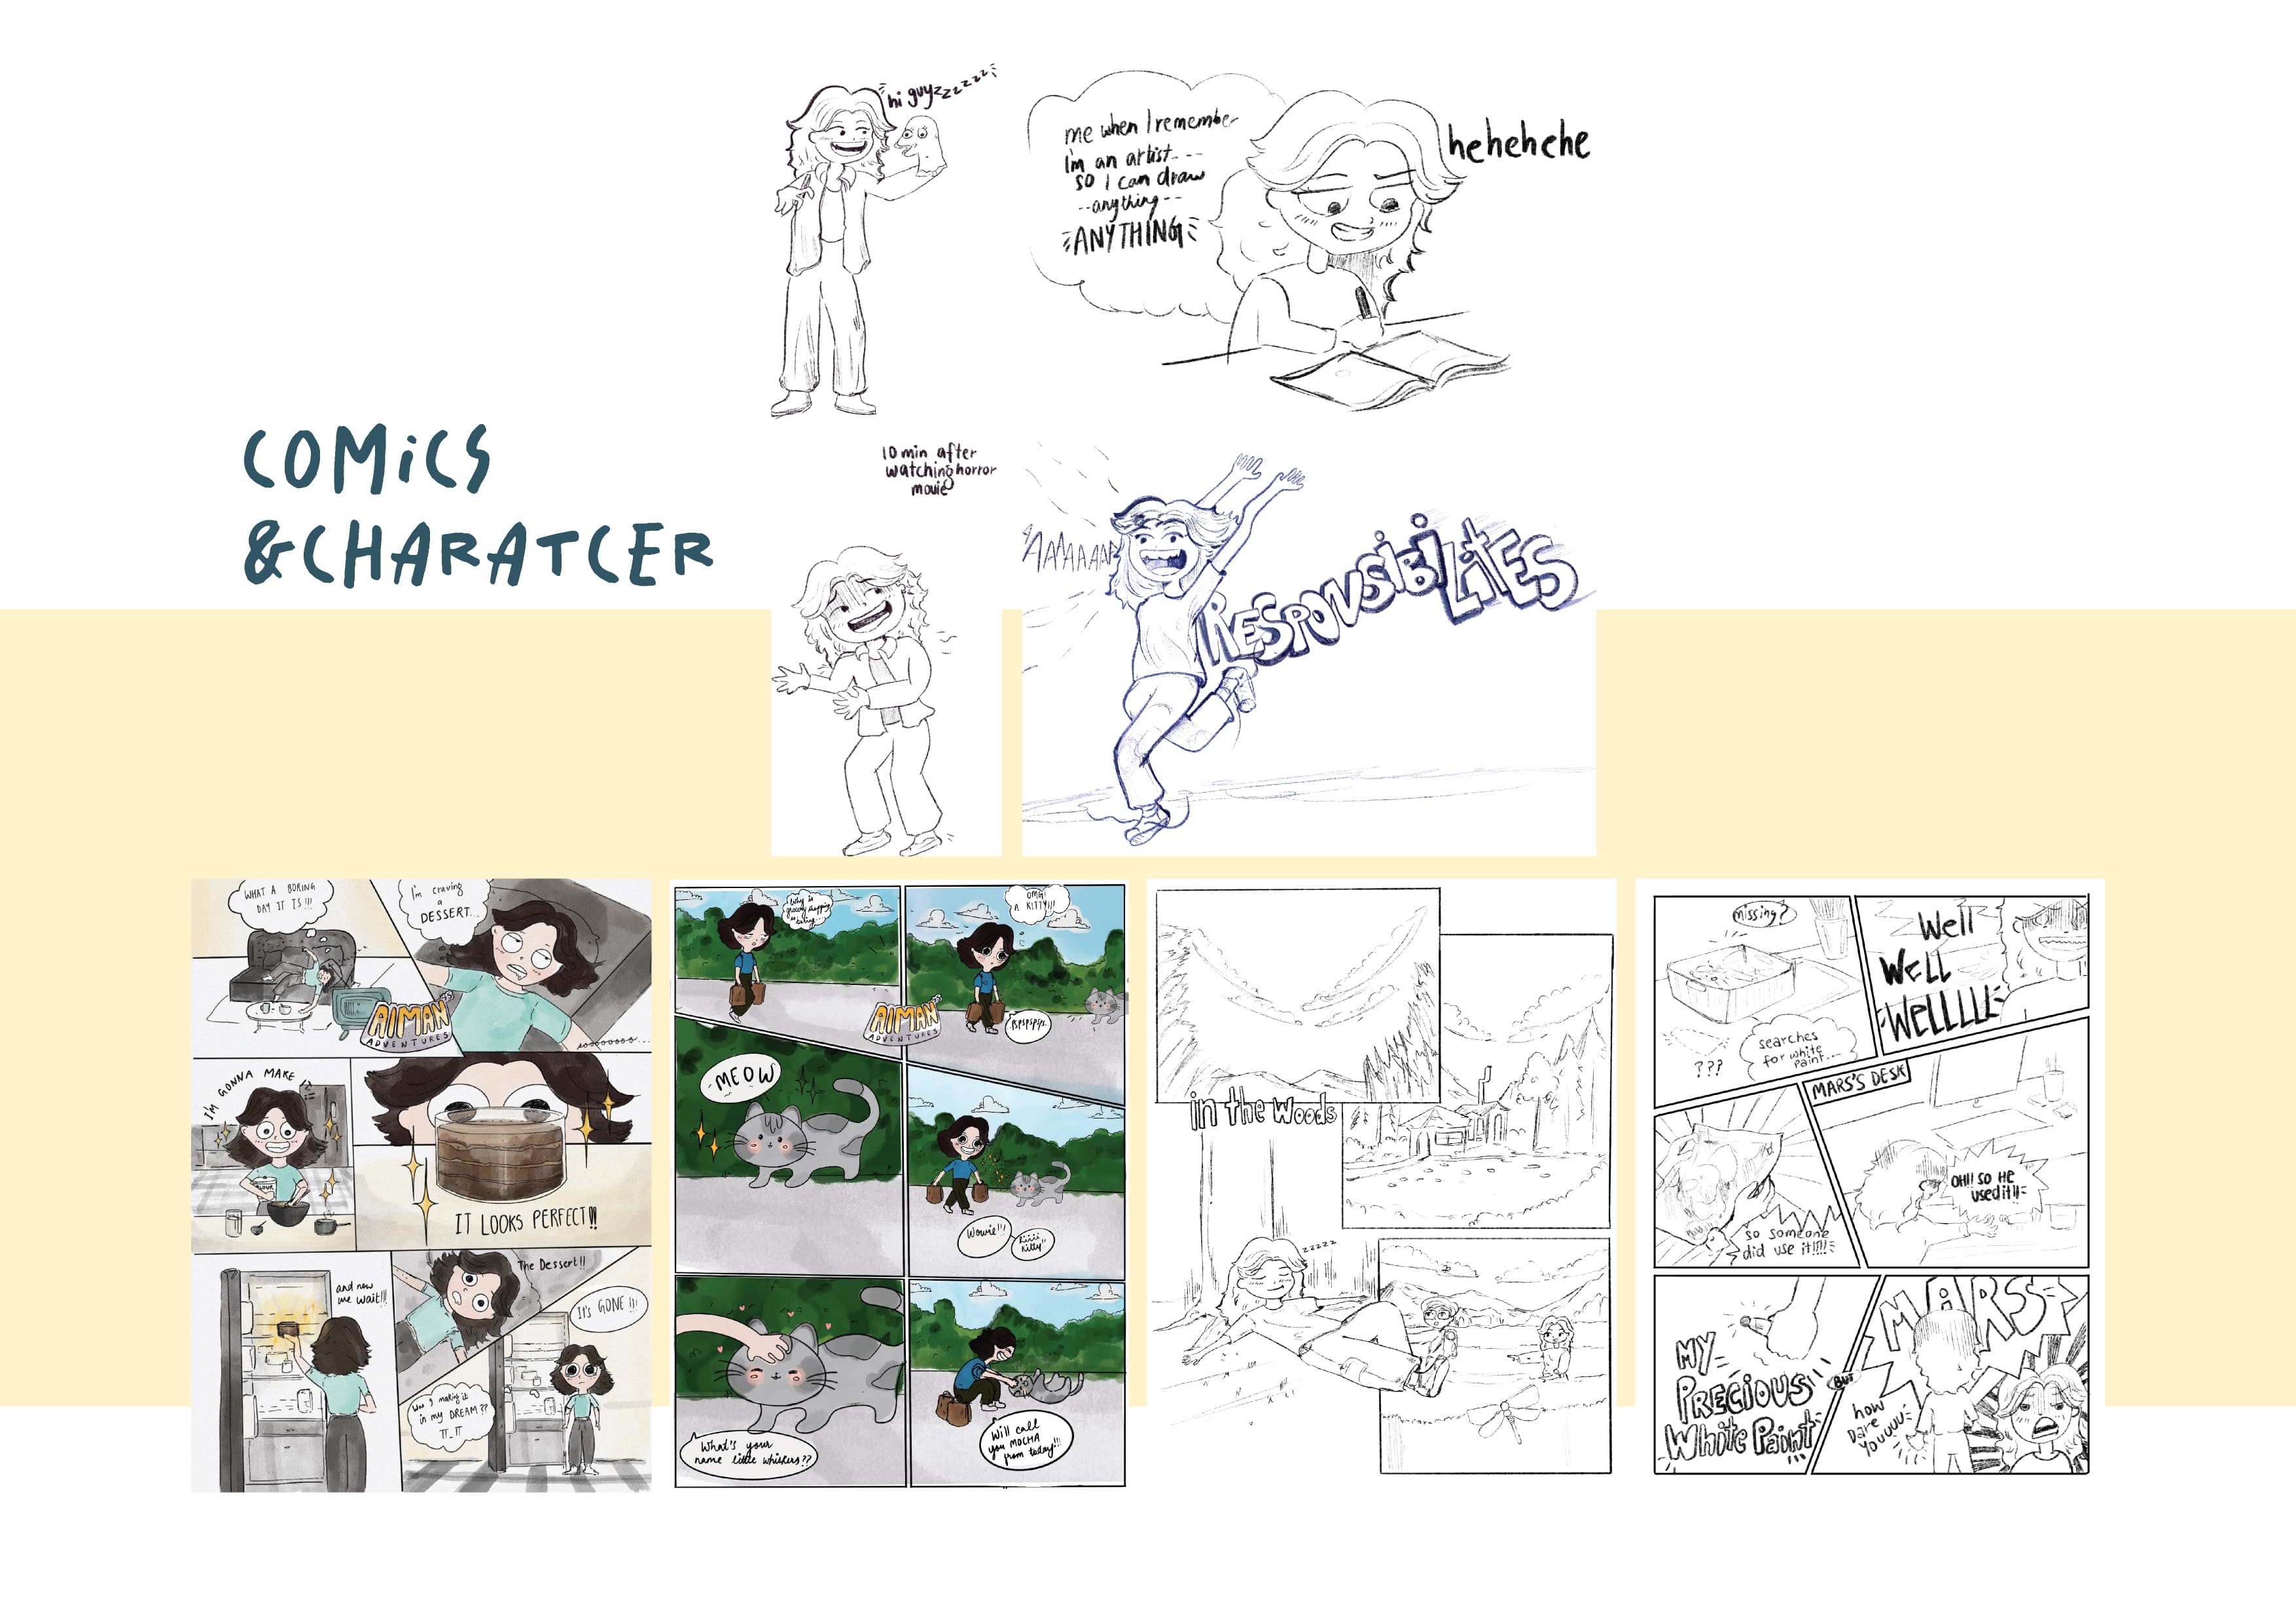 COMiCS
&CHARATCER
hi guyzzzzzzz
me when I remember
I'm an artist---
so I can draw
--anything--
ANYTHING
hehehehe
10 min after
watching horror
movie
AAAAAAA
RESPONSiBiLiTES
WHAT A BORING
DAY IT IS!!!
I'm craving
a
DESSERT...
AIMAN'S
ADVENTURES
I'M GONNA MAKE IT
IT LOOKS PERFECT!!
and now
we wait!!!
The Dessert!!
IT'S GONE !!!
Was I making it
in my DREAM??
TT_TT
Why is
grocery shopping
so tiring...
OMG!
A KITTY!!!
AIMAN'S
ADVENTURES
PSPSPSPS..
MEOW
Wowie!!!
hiiiii
kitty!!
What's your
name little whiskers??
Will call
you MOCHA
from today!!!
in the Woods
zzzzz
missing?
???
searches
for white
paint...
Well
WELL
WELLLLL
MARS'S DESK
so someone
did use it!!!!
OH!! SO HE
used it!!
MY
PRECIOUS
White Paint
But
MARS
how
Dare
YOUUUU